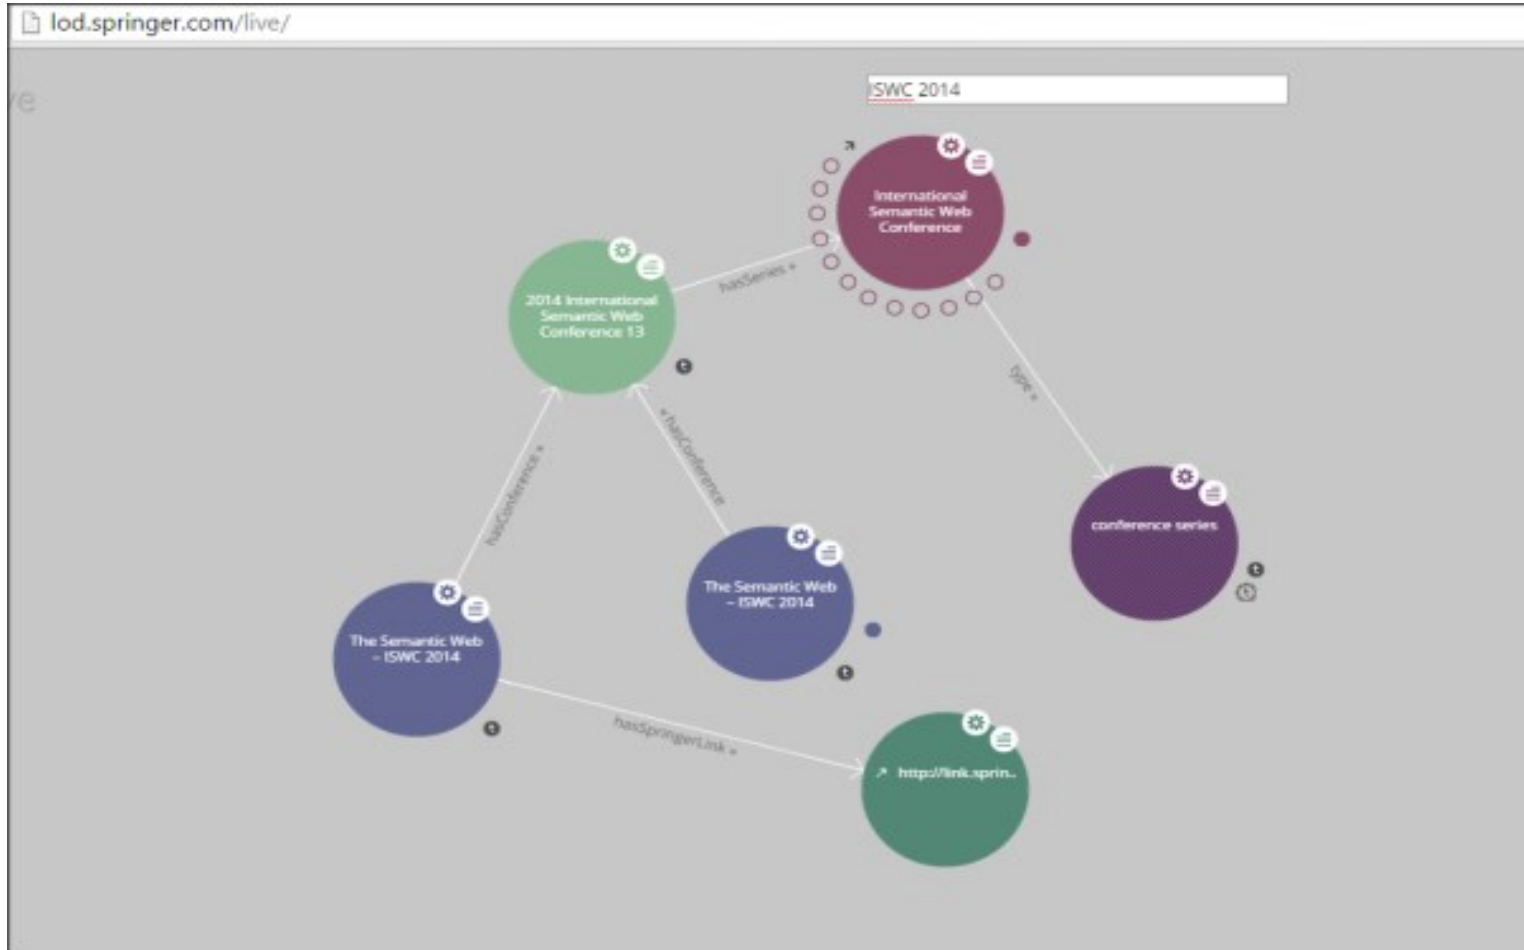 lod.springer.com/live/
ve
ISWC 2014
International
Semantic Web
Conference
2014 International
Semantic Web
Conference 13
hasSeries »
type »
« hasConference
hasConference »
conference series
The Semantic Web
– ISWC 2014
The Semantic Web
– ISWC 2014
hasSpringerLink »
http://link.sprin..